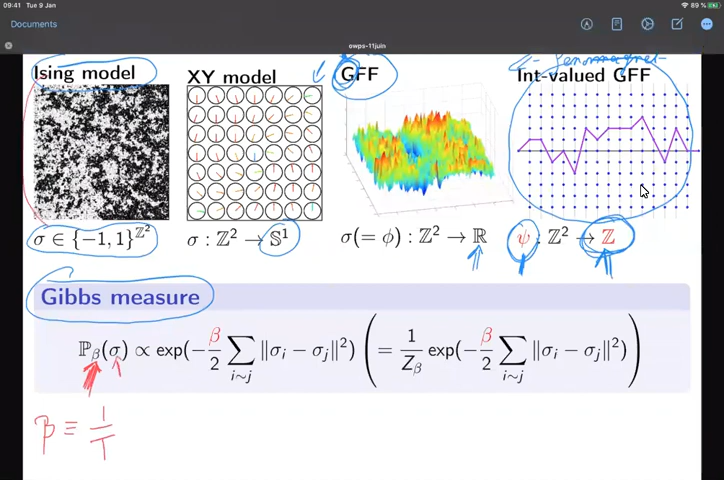 09:41 Tue 9 Jan
89 %
Documents
owps-11juin
Ising model
XY model
GFF
Int-valued GFF
σ ∈ {−1, 1}^ℤ²
σ : ℤ² → 𝕊¹
σ(= φ) : ℤ² → ℝ
ψ : ℤ² → ℤ
Gibbs measure
ℙ_β(σ) ∝ exp(−β/2 ∑_{i∼j} ‖σ_i − σ_j‖²) (= 1/Z_β exp(−β/2 ∑_{i∼j} ‖σ_i − σ_j‖²))
β ≡ 1/T